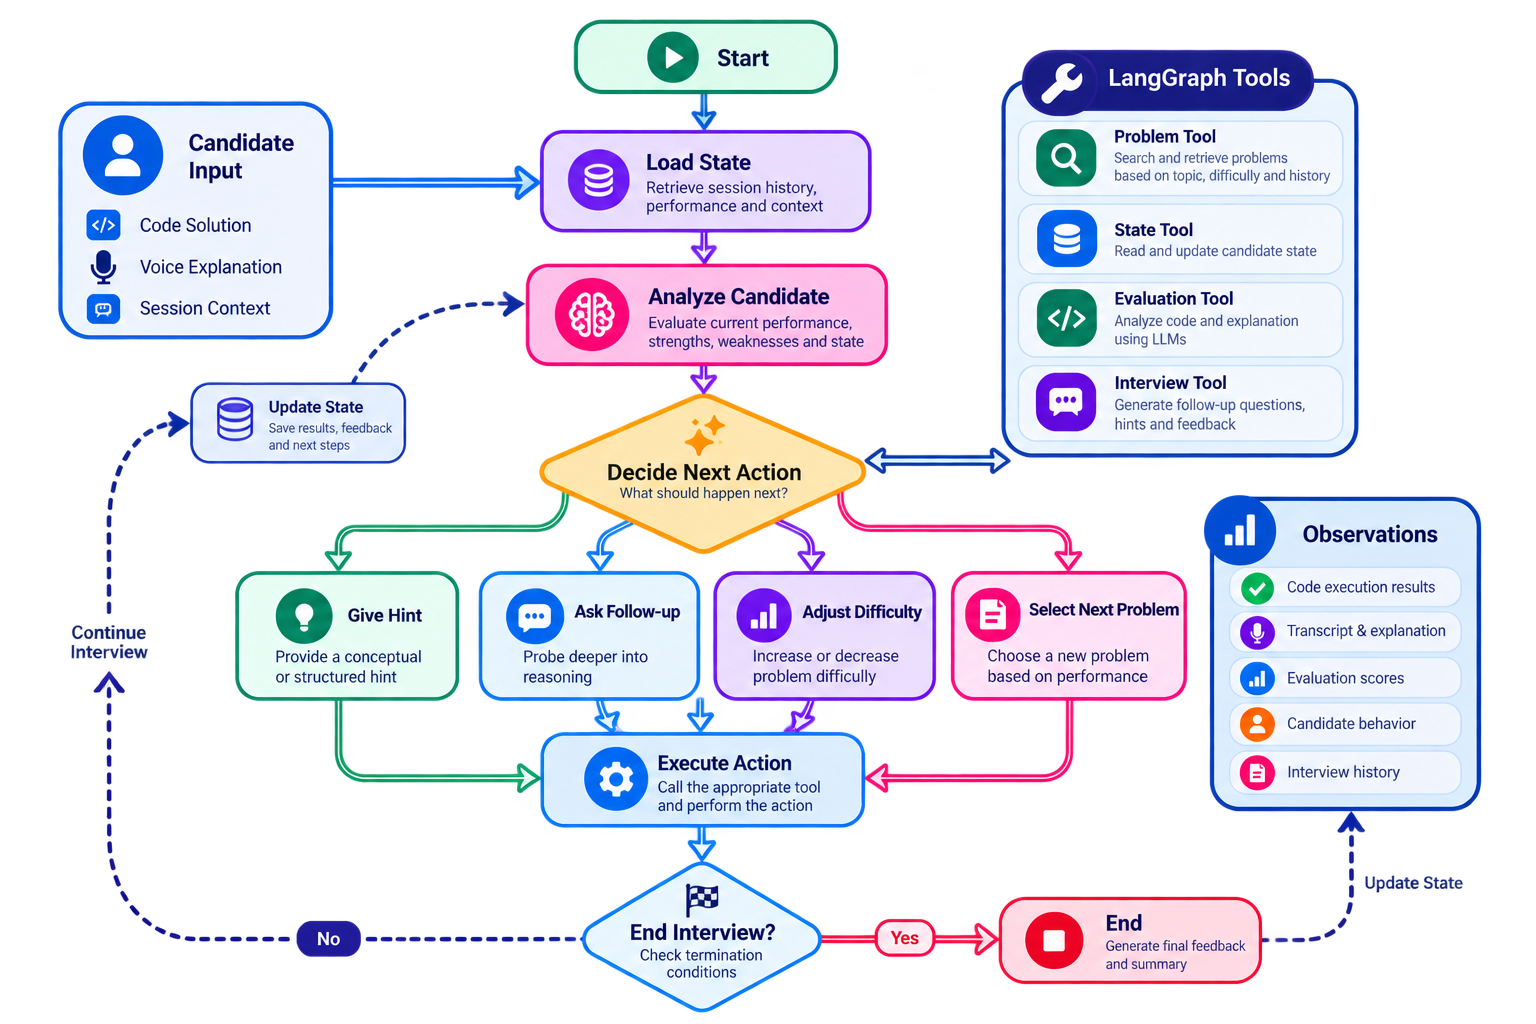 Start
Candidate
Input
Code Solution
Voice Explanation
Session Context
Load State
Retrieve session history,
performance and context
Analyze Candidate
Evaluate current performance,
strengths, weaknesses and state
Update State
Save results, feedback
and next steps
Decide Next Action
What should happen next?
LangGraph Tools
Problem Tool
Search and retrieve problems
based on topic, difficully and history
State Tool
Read and update candidate state
Evaluation Tool
Analyze code and explanation
using LLMs
Interview Tool
Generate follow-up questions,
hints and feedback
Give Hint
Provide a conceptual
or structured hint
Ask Follow-up
Probe deeper into
reasoning
Adjust Difficulty
Increase or decrease
problem difficully
Select Next Problem
Choose a new problem
based on performance
Observations
Code execution results
Transcript & explanation
Evaluation scores
Candidate behavior
Interview history
Continue
Interview
Execute Action
Call the appropriate tool
and perform the action
End Interview?
Check termination
conditions
No
Yes
End
Generate final feedback
and summary
Update State